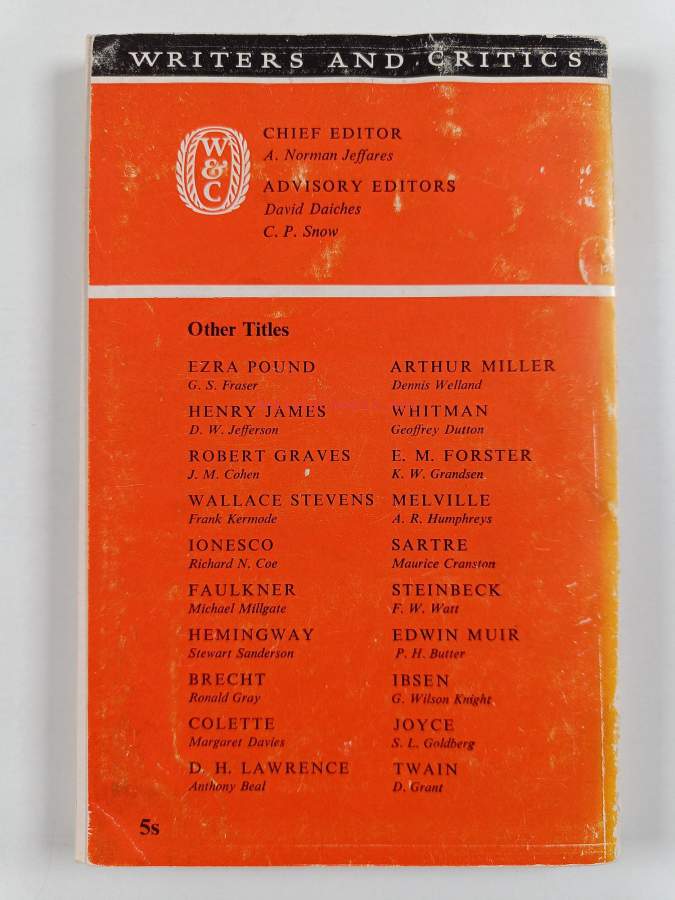 WRITERS AND CRITICS
W
&
C
CHIEF EDITOR
A. Norman Jeffares
ADVISORY EDITORS
David Daiches
C. P. Snow
Other Titles
EZRA POUND
G. S. Fraser
HENRY JAMES
D. W. Jefferson
ROBERT GRAVES
J. M. Cohen
WALLACE STEVENS
Frank Kermode
IONESCO
Richard N. Coe
FAULKNER
Michael Millgate
HEMINGWAY
Stewart Sanderson
BRECHT
Ronald Gray
COLETTE
Margaret Davies
D. H. LAWRENCE
Anthony Beal
ARTHUR MILLER
Dennis Welland
WHITMAN
Geoffrey Dutton
E. M. FORSTER
K. W. Grandsen
MELVILLE
A. R. Humphreys
SARTRE
Maurice Cranston
STEINBECK
F. W. Watt
EDWIN MUIR
P. H. Butter
IBSEN
G. Wilson Knight
JOYCE
S. L. Goldberg
TWAIN
D. Grant
5s